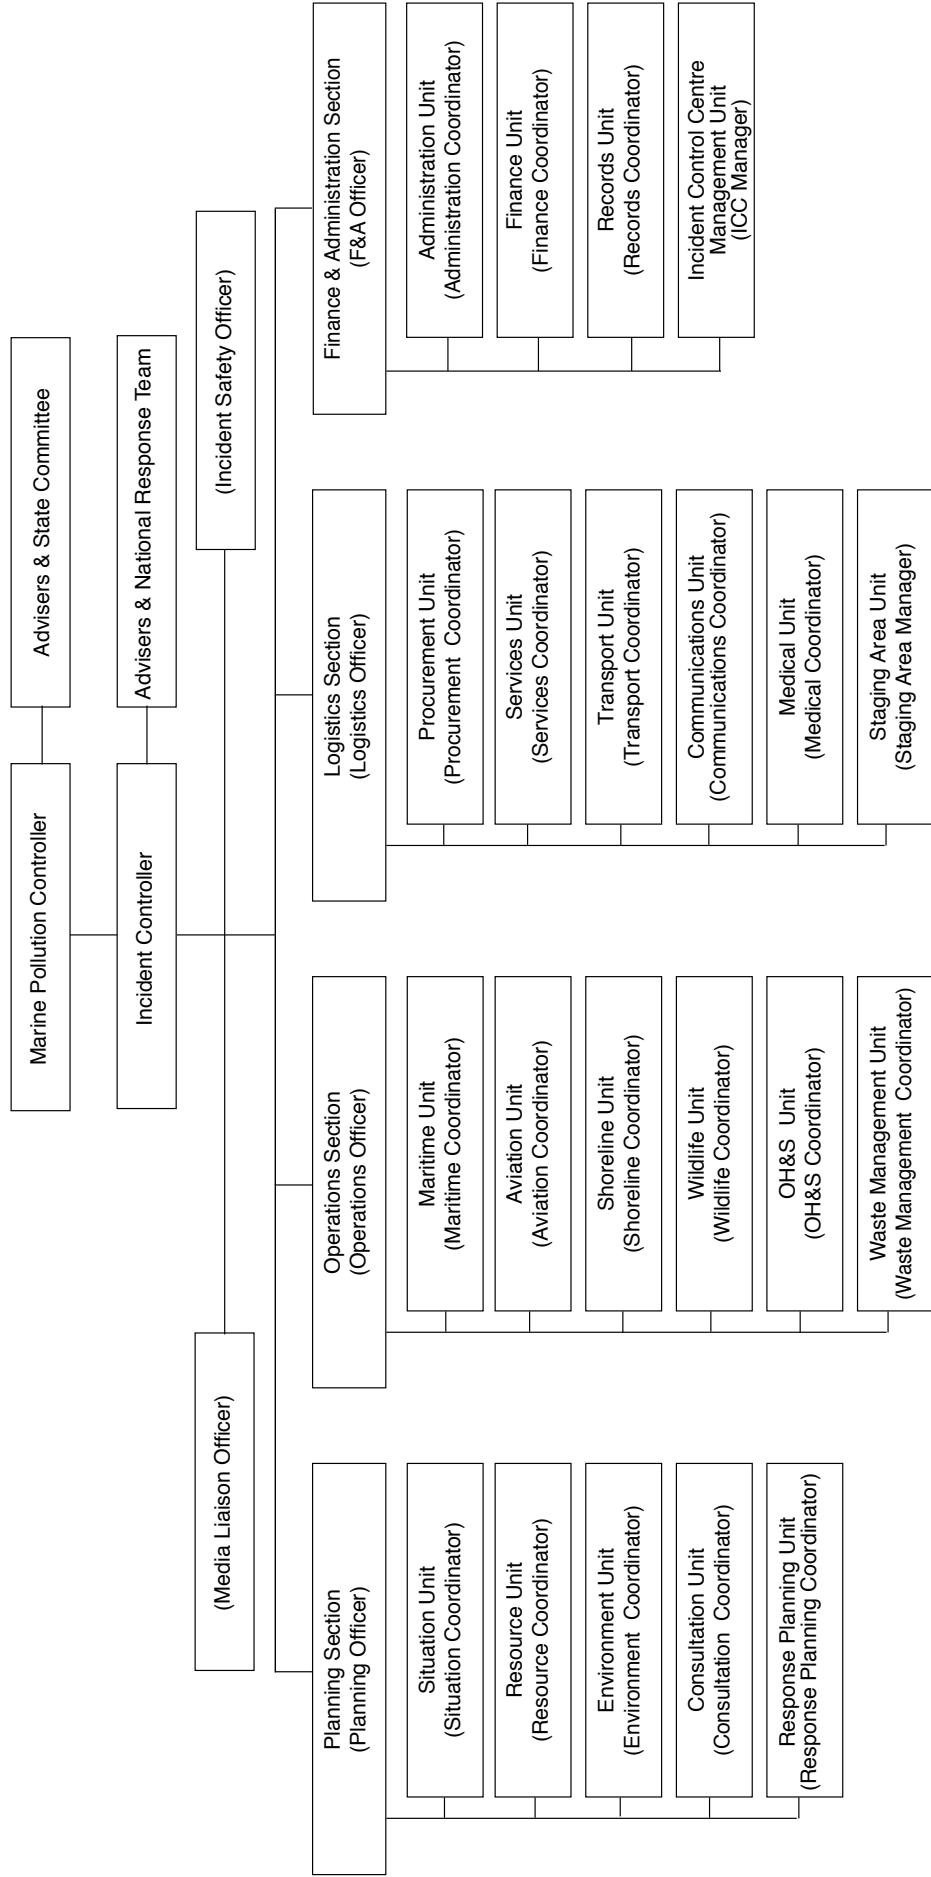 Marine Pollution Controller
Advisers & State Committee
Incident Controller
Advisers & National Response Team
(Media Liaison Officer)
(Incident Safety Officer)
Planning Section
(Planning Officer)
Situation Unit
(Situation Coordinator)
Resource Unit
(Resource Coordinator)
Environment Unit
(Environment Coordinator)
Consultation Unit
(Consultation Coordinator)
Response Planning Unit
(Response Planning Coordinator)
Operations Section
(Operations Officer)
Maritime Unit
(Maritime Coordinator)
Aviation Unit
(Aviation Coordinator)
Shoreline Unit
(Shoreline Coordinator)
Wildlife Unit
(Wildlife Coordinator)
OH&S Unit
(OH&S Coordinator)
Waste Management Unit
(Waste Management Coordinator)
Logistics Section
(Logistics Officer)
Procurement Unit
(Procurement Coordinator)
Services Unit
(Services Coordinator)
Transport Unit
(Transport Coordinator)
Communications Unit
(Communications Coordinator)
Medical Unit
(Medical Coordinator)
Staging Area Unit
(Staging Area Manager)
Finance & Administration Section
(F&A Officer)
Administration Unit
(Administration Coordinator)
Finance Unit
(Finance Coordinator)
Records Unit
(Records Coordinator)
Incident Control Centre
Management Unit
(ICC Manager)